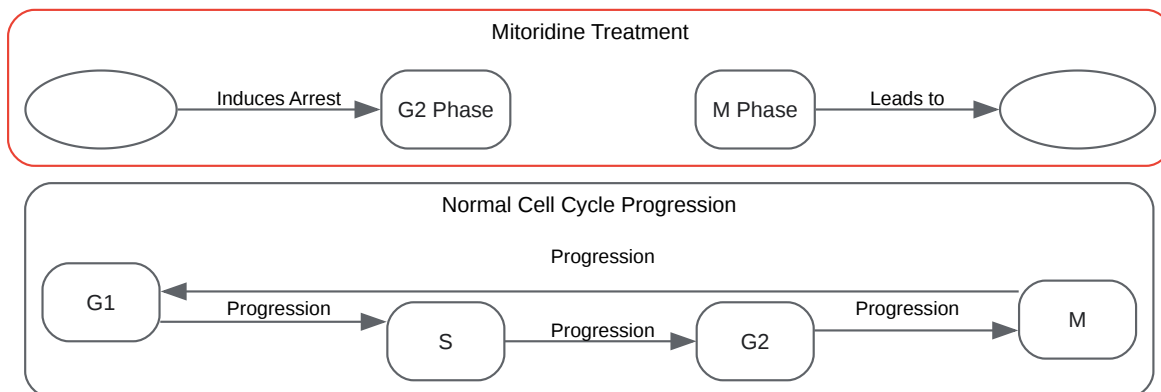 Mitoridine Treatment
Induces Arrest
G2 Phase
M Phase
Leads to
Normal Cell Cycle Progression
Progression
G1
Progression
S
Progression
G2
Progression
M